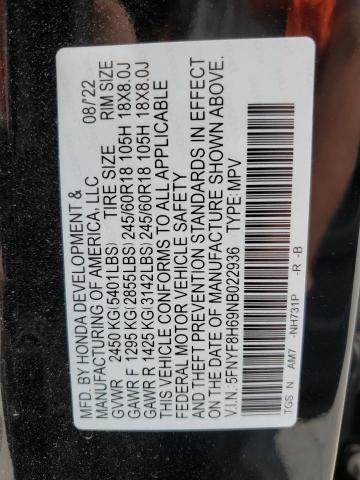 MFD. BY HONDA DEVELOPMENT & 08/22
MANUFACTURING OF AMERICA, LLC
TIRE SIZE RIM SIZE
GVWR 2450 KG(5401LBS)
GAWR F 1295 KG(2855LBS) 245/60R18 105H 18X8.0J
GAWR R 1425 KG(3142LBS) 245/60R18 105H 18X8.0J
THIS VEHICLE CONFORMS TO ALL APPLICABLE
FEDERAL MOTOR VEHICLE SAFETY
AND THEFT PREVENTION STANDARDS IN EFFECT
ON THE DATE OF MANUFACTURE SHOWN ABOVE.
V.I.N.: 5FNYF8H69NB022936 TYPE: MPV
TGS N AM7 -NH731P -R -B